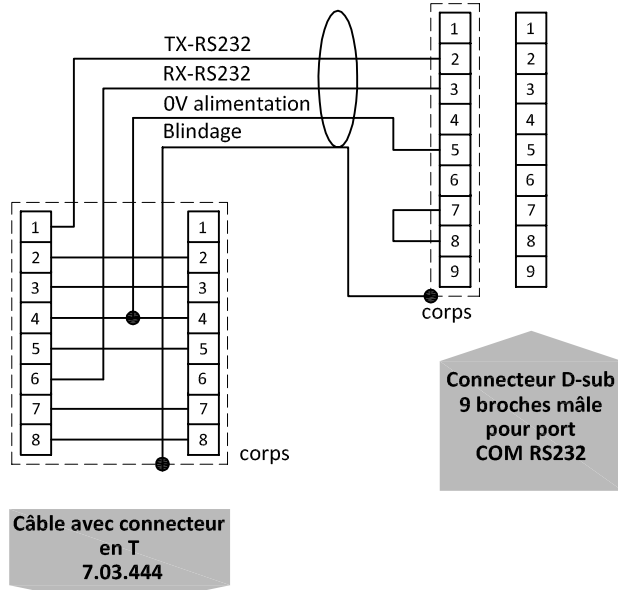 TX-RS232
RX-RS232
0V alimentation
Blindage
1
2
3
4
5
6
7
8
9
1
2
3
4
5
6
7
8
9
corps
1
2
3
4
5
6
7
8
1
2
3
4
5
6
7
8
corps
Connecteur D-sub
9 broches mâle
pour port
COM RS232
Câble avec connecteur
en T
7.03.444